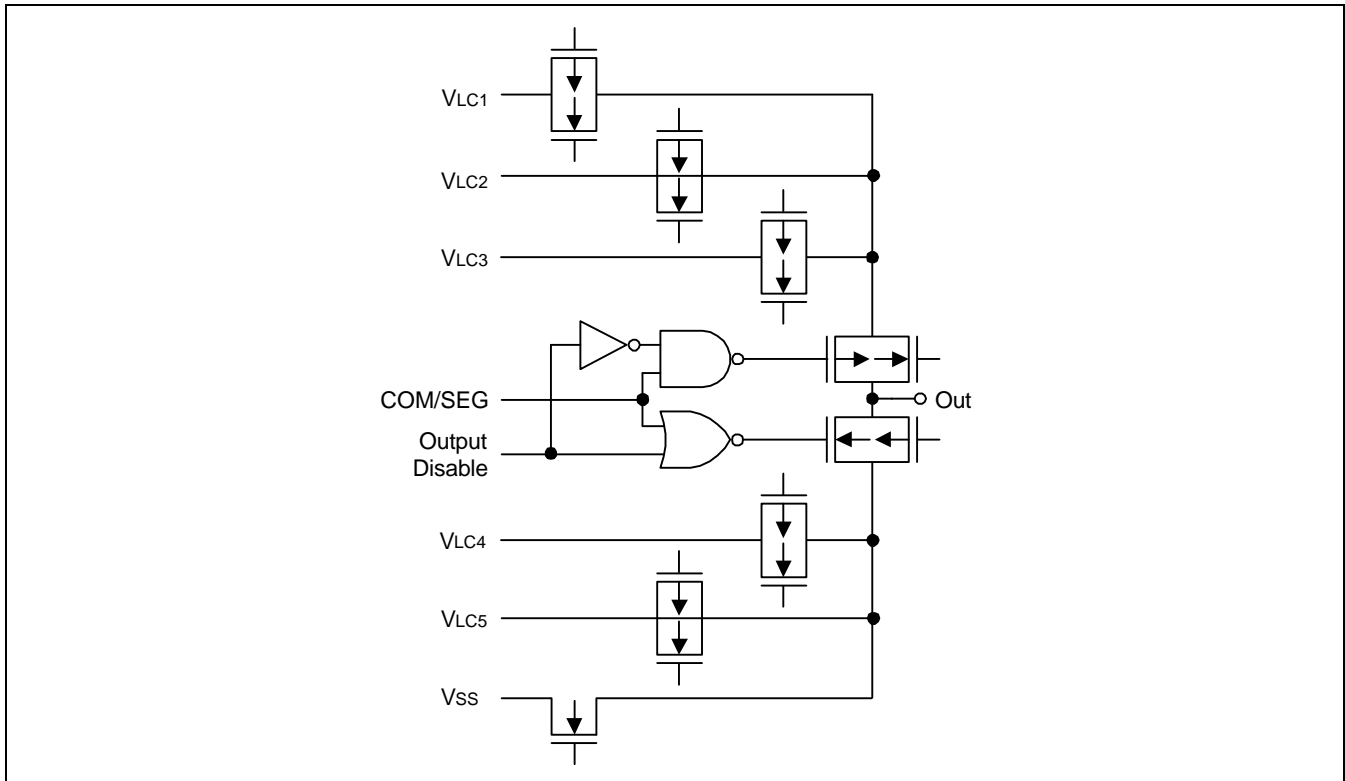 VLC1
VLC2
VLC3
COM/SEG
Out
Output
Disable
VLC4
VLC5
VSS